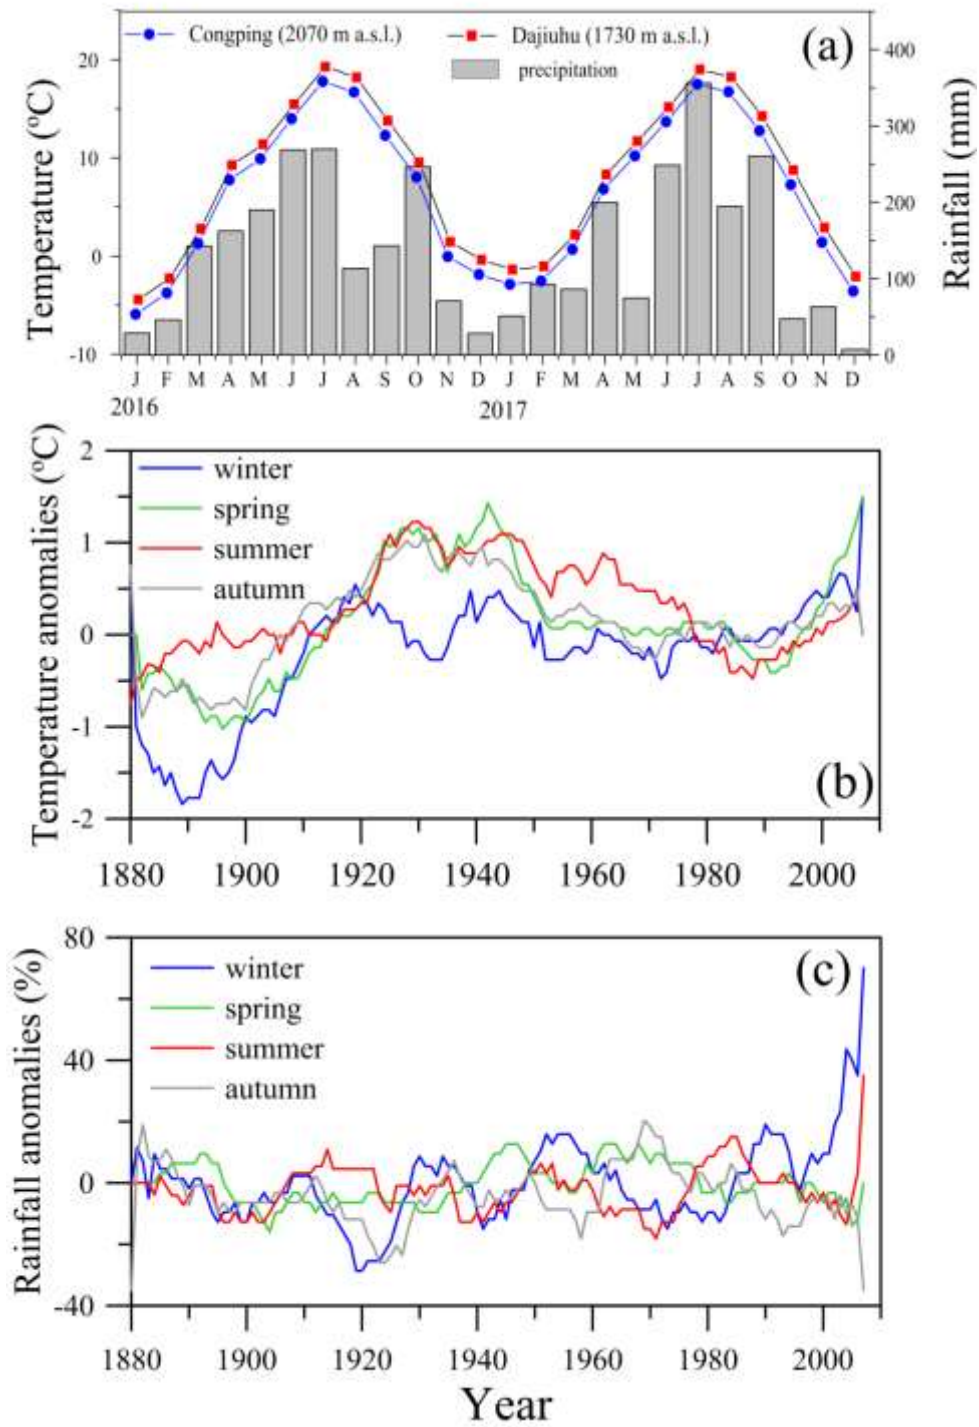 Congping (2070 m a.s.l.) Dajiuhu (1730 m a.s.l.) (a)
precipitation
Temperature (ºC)
20
10
0
-10
Rainfall (mm)
400
300
200
100
0
J F M A M J J A S O N D J F M A M J J A S O N D
2016 2017
Temperature anomalies (ºC)
2
1
0
-1
-2
winter
spring
summer
autumn
(b)
1880 1900 1920 1940 1960 1980 2000
Rainfall anomalies (%)
80
40
0
-40
winter
spring
summer
autumn
(c)
1880 1900 1920 1940 1960 1980 2000
Year